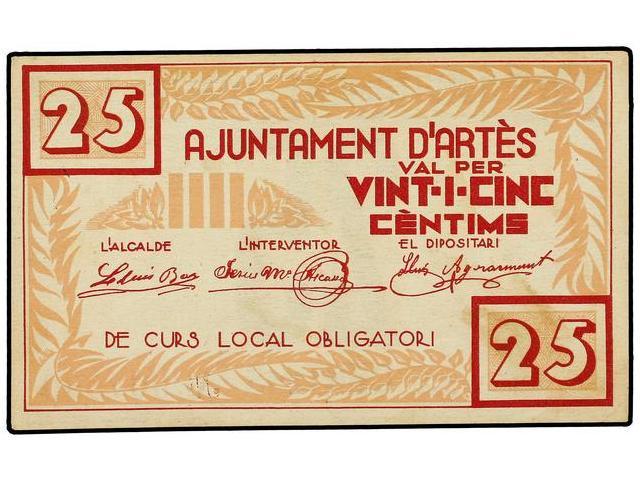 25
AJUNTAMENT D'ARTÈS
VAL PER
VINT-I-CINC
CÈNTIMS
L'ALCALDE L'INTERVENTOR EL DIPOSITARI
DE CURS LOCAL OBLIGATORI
25